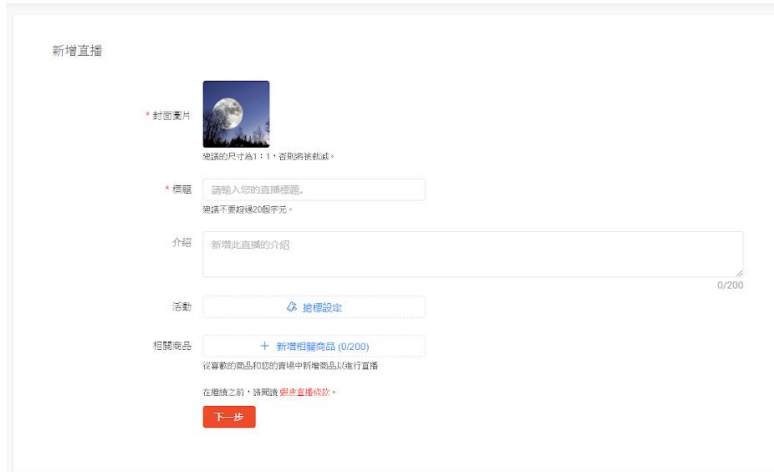 新增直播
* 封面圖片
建議的尺寸為1：1，否則將被裁減。
* 標題
請輸入您的直播標題。
建議不要超過20個字元。
介紹
新增此直播的介紹
0/200
活動
搶標設定
相關商品
+ 新增相關商品 (0/200)
從喜歡的商品和您的賣場中新增商品以進行直播
在繼續之前，請閱讀 蝦皮直播條款。
下一步